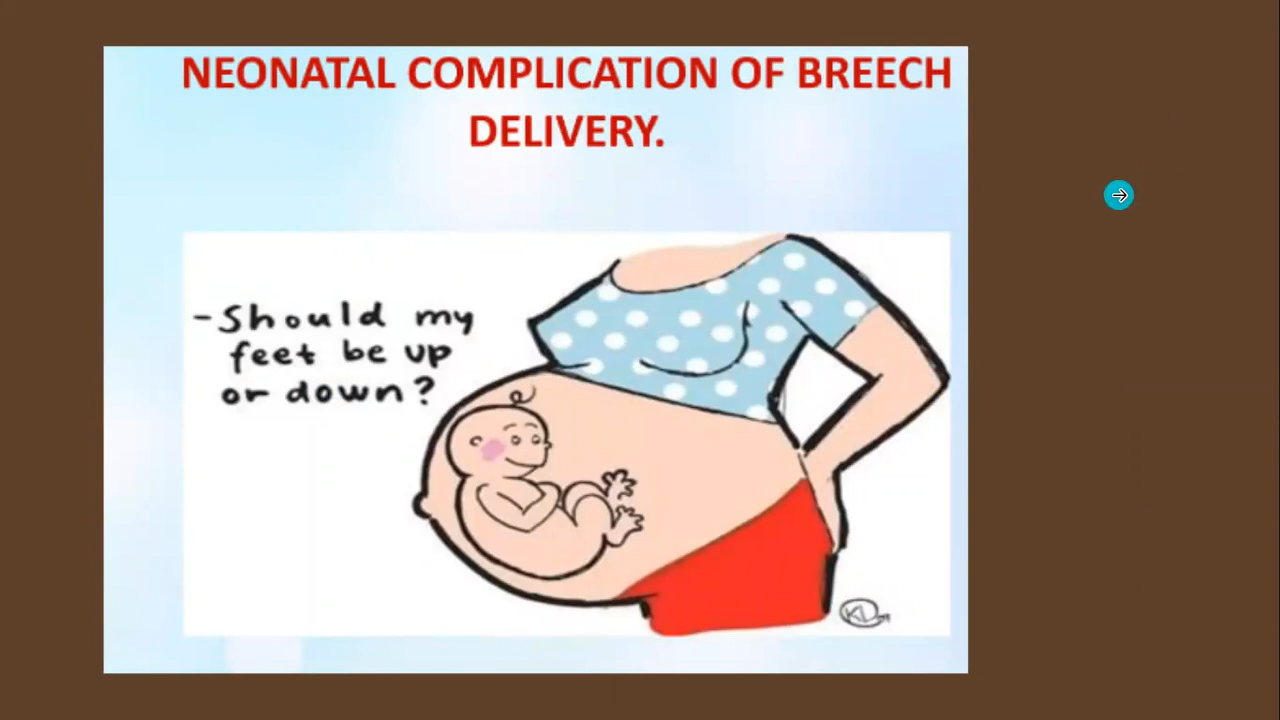 NEONATAL COMPLICATION OF BREECH
DELIVERY.
-Should my
feet be up
or down?